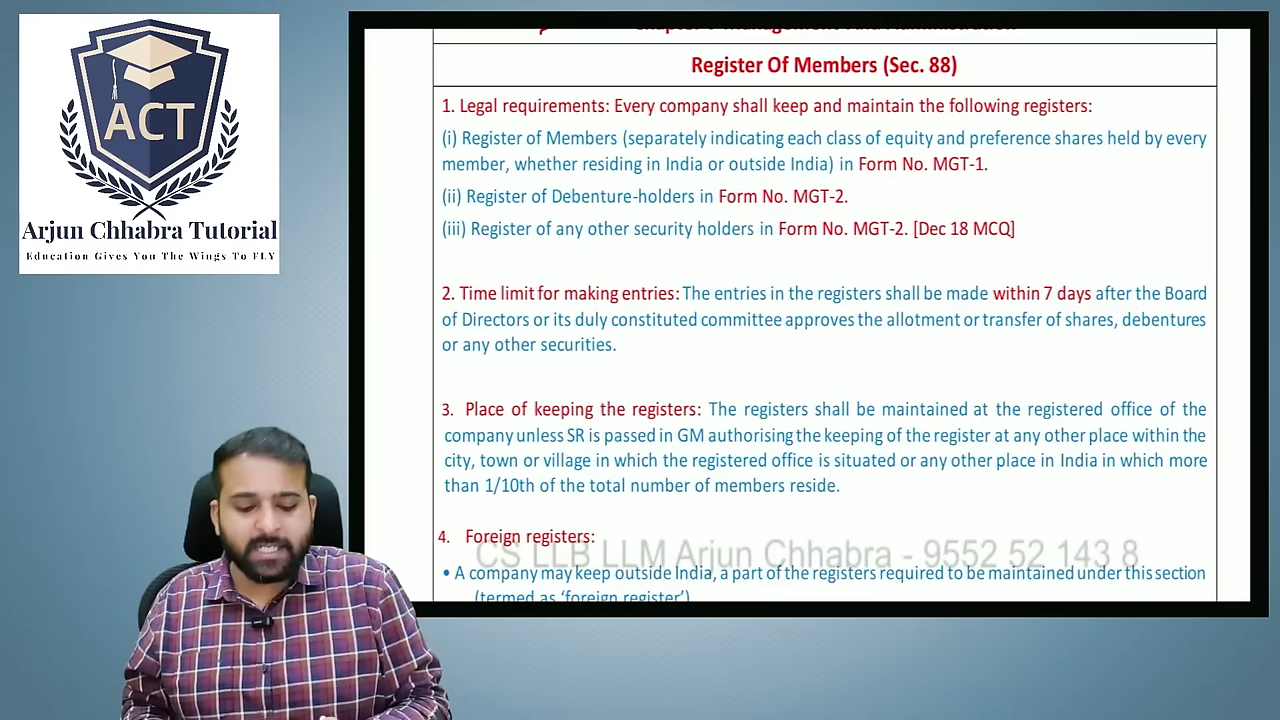 ACT
Arjun Chhabra Tutorial
Education Gives You The Wings To FLY
Register Of Members (Sec. 88)
1. Legal requirements: Every company shall keep and maintain the following registers:
(i) Register of Members (separately indicating each class of equity and preference shares held by every
member, whether residing in India or outside India) in Form No. MGT-1.
(ii) Register of Debenture-holders in Form No. MGT-2.
(iii) Register of any other security holders in Form No. MGT-2. [Dec 18 MCQ]
2. Time limit for making entries: The entries in the registers shall be made within 7 days after the Board
of Directors or its duly constituted committee approves the allotment or transfer of shares, debentures
or any other securities.
3. Place of keeping the registers: The registers shall be maintained at the registered office of the
company unless SR is passed in GM authorising the keeping of the register at any other place within the
city, town or village in which the registered office is situated or any other place in India in which more
than 1/10th of the total number of members reside.
4. Foreign registers:
CS LLB LLM Arjun Chhabra - 9552 52 143 8
• A company may keep outside India, a part of the registers required to be maintained under this section
(termed as ‘foreign register’)